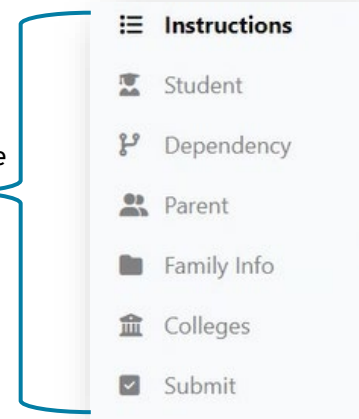 Instructions
Student
Dependency
e
Parent
Family Info
Colleges
Submit